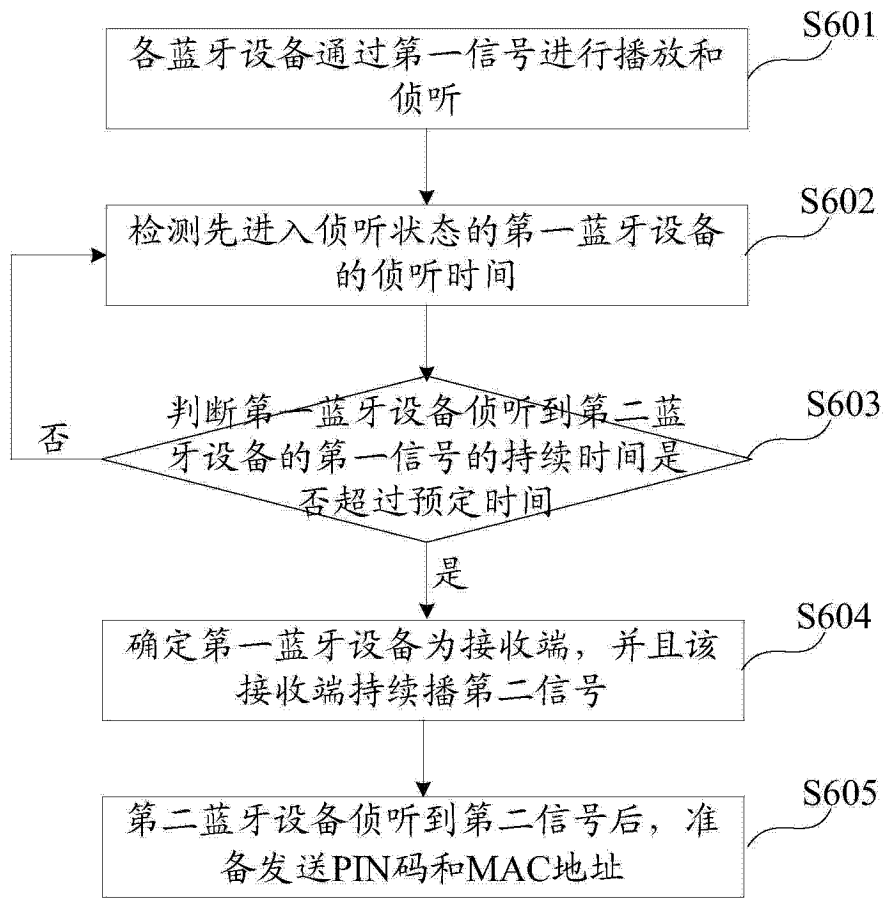 S601
各蓝牙设备通过第一信号进行播放和
侦听
S602
检测先进入侦听状态的第一蓝牙设备
的侦听时间
S603
判断第一蓝牙设备侦听到第二蓝
牙设备的第一信号的持续时间是
否超过预定时间
否
是
S604
确定第一蓝牙设备为接收端，并且该
接收端持续播第二信号
S605
第二蓝牙设备侦听到第二信号后，准
备发送PIN码和MAC地址